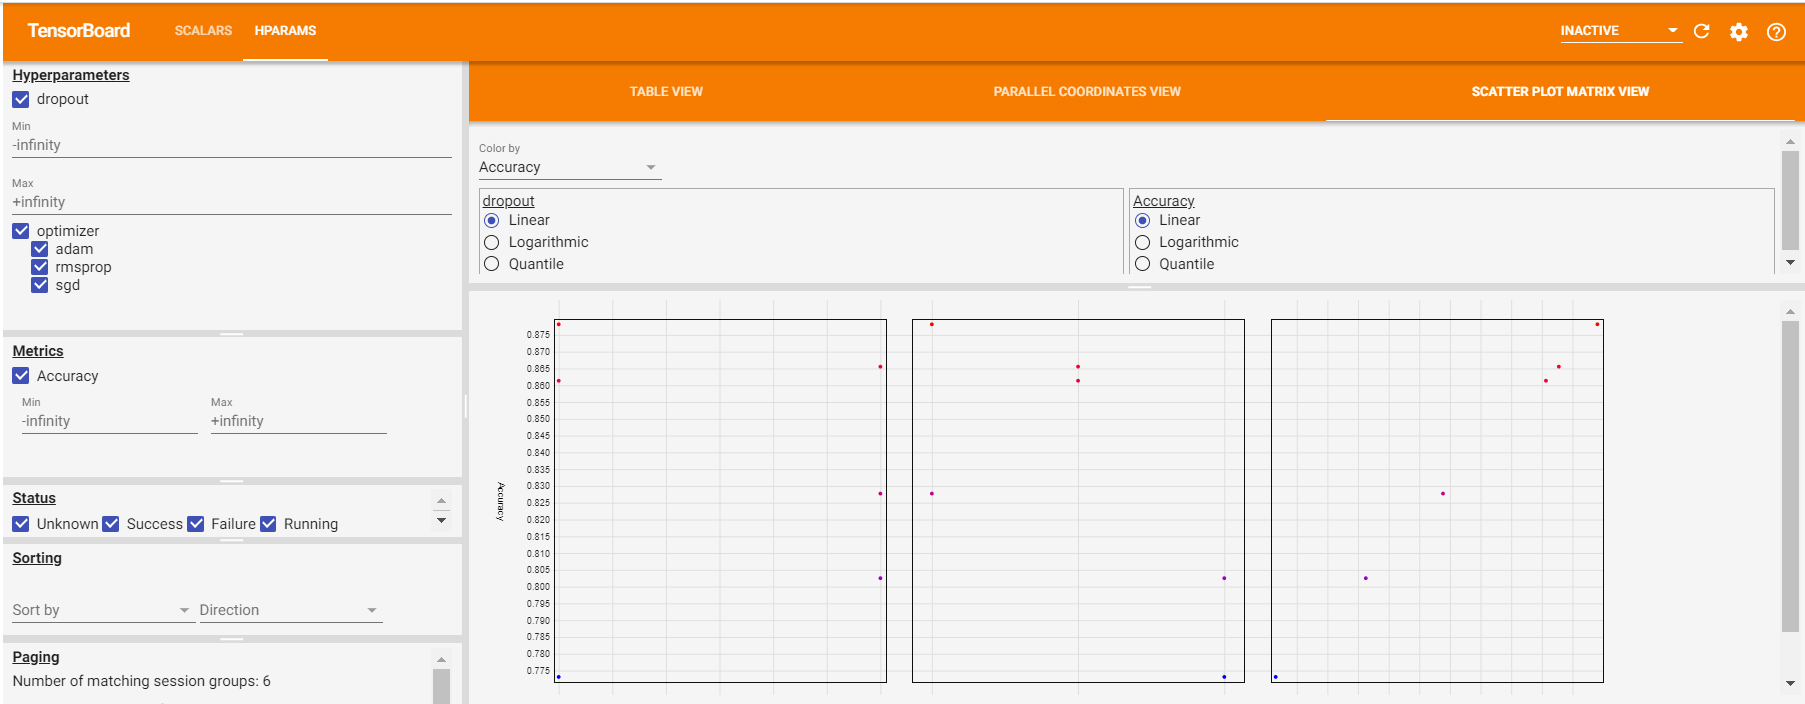 TensorBoard SCALARS HPARAMS INACTIVE
Hyperparameters
dropout
Min
-infinity
Max
+infinity
optimizer
adam
rmsprop
sgd
Metrics
Accuracy
Min Max
-infinity +infinity
Status
Unknown Success Failure Running
Sorting
Sort by Direction
Paging
Number of matching session groups: 6
TABLE VIEW PARALLEL COORDINATES VIEW SCATTER PLOT MATRIX VIEW
Color by
Accuracy
dropout
Linear
Logarithmic
Quantile
Accuracy
Linear
Logarithmic
Quantile
Accuracy
0.875
0.870
0.865
0.860
0.855
0.850
0.845
0.840
0.835
0.830
0.825
0.820
0.815
0.810
0.805
0.800
0.795
0.790
0.785
0.780
0.775